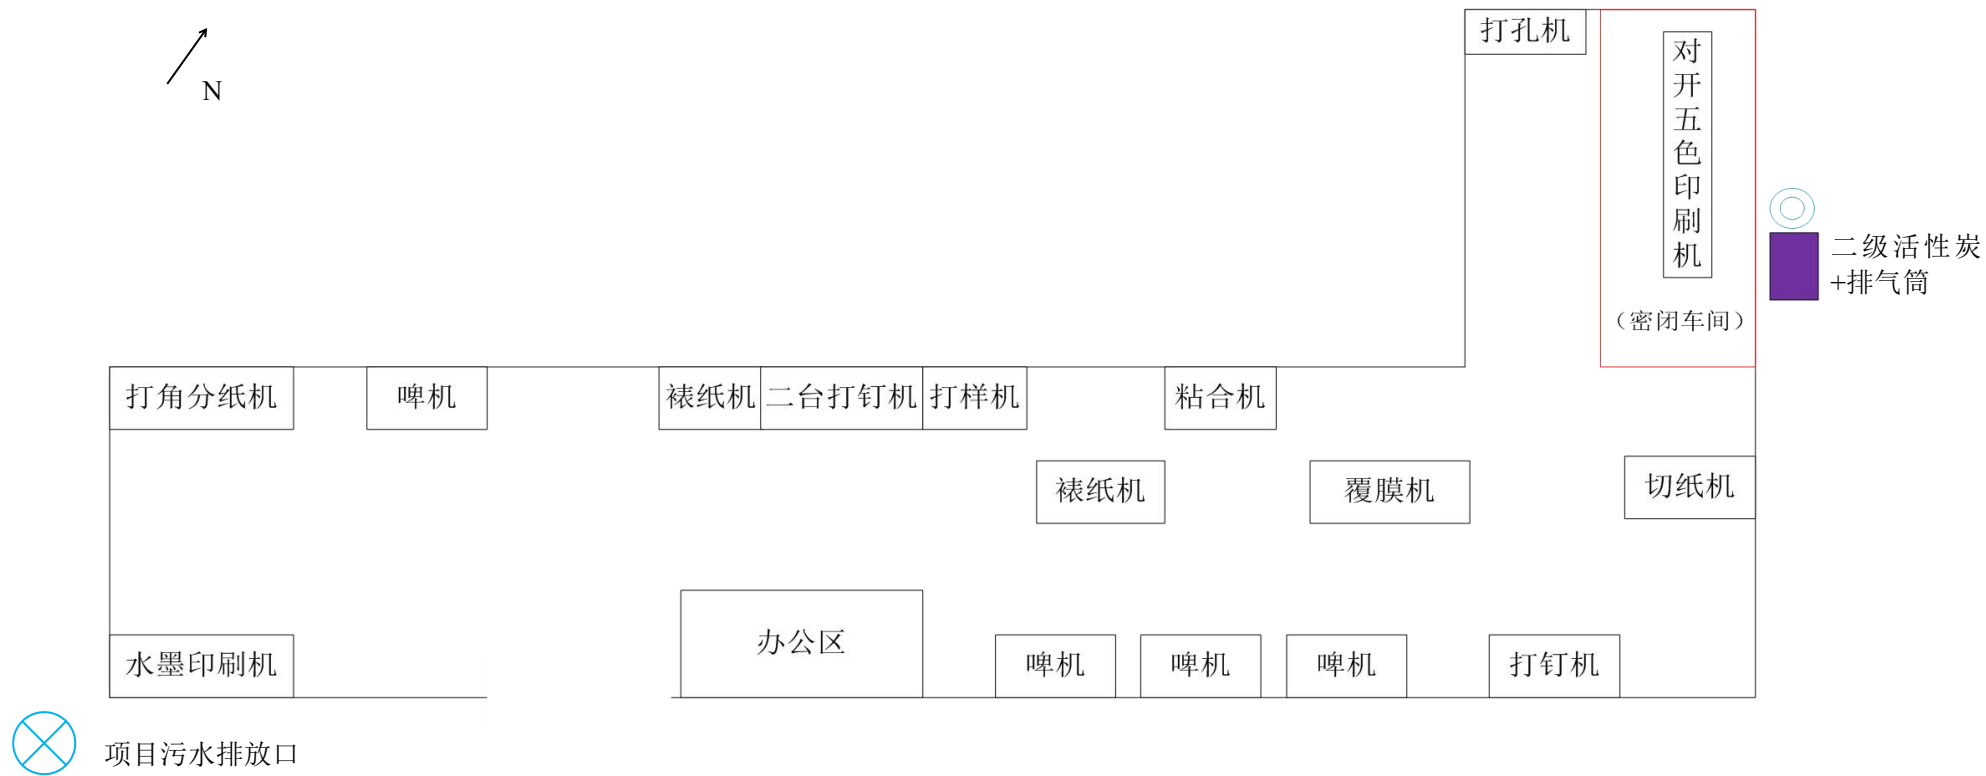 打孔机
对开五色印刷机
N
二级活性炭
+排气筒
（密闭车间）
打角分纸机
啤机
裱纸机
二台打钉机
打样机
粘合机
裱纸机
覆膜机
切纸机
办公区
水墨印刷机
啤机
啤机
啤机
打钉机
项目污水排放口